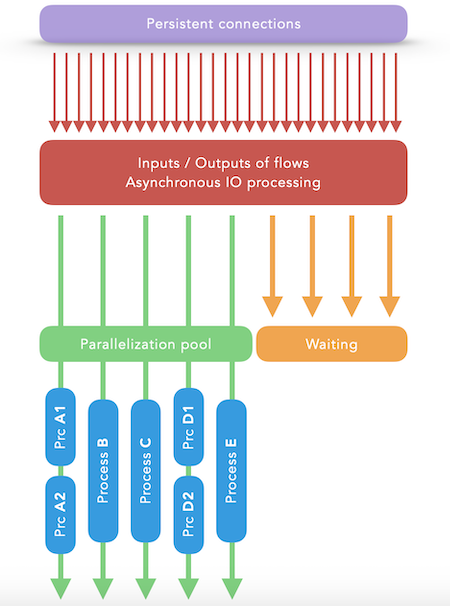 Persistent connections
Inputs / Outputs of flows
Asynchronous IO processing
Parallelization pool
Waiting
Prc A1
Prc A2
Process B
Process C
Prc D1
Prc D2
Process E